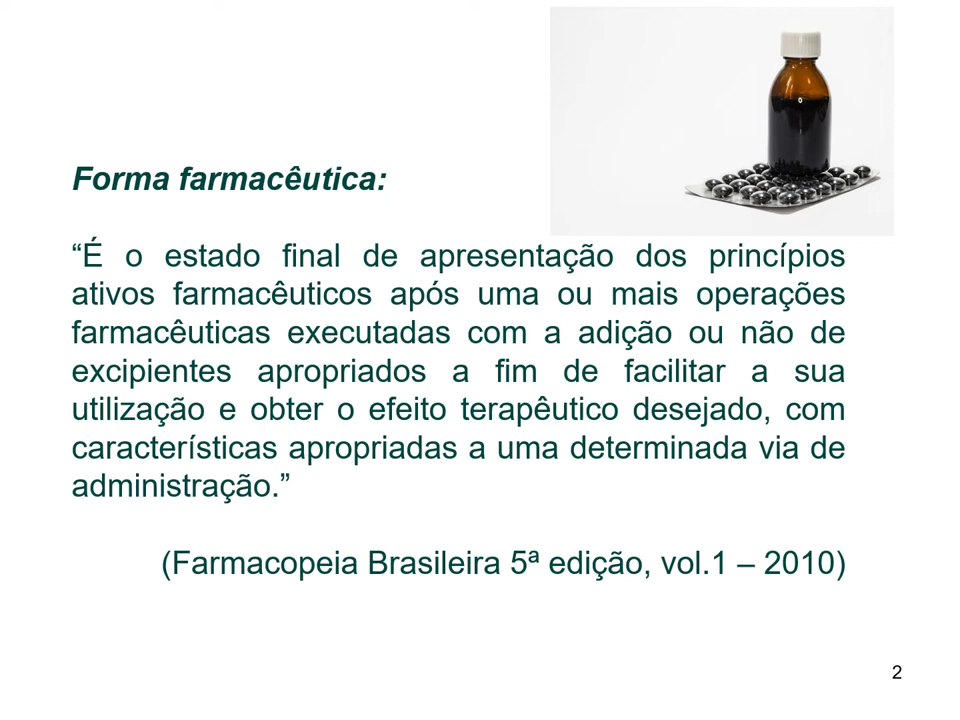 Forma farmacêutica:
“É o estado final de apresentação dos princípios
ativos farmacêuticos após uma ou mais operações
farmacêuticas executadas com a adição ou não de
excipientes apropriados a fim de facilitar a sua
utilização e obter o efeito terapêutico desejado, com
características apropriadas a uma determinada via de
administração.”
(Farmacopeia Brasileira 5ª edição, vol.1 – 2010)
2